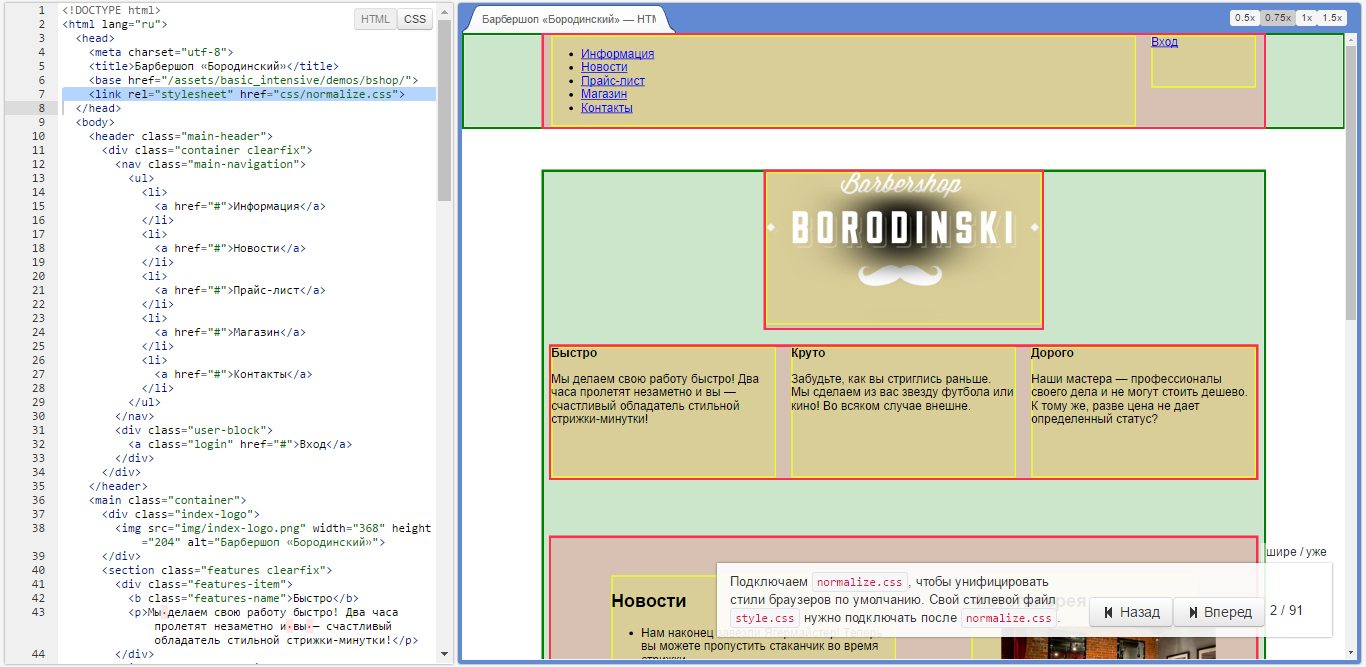 HTML CSS
1 <!DOCTYPE html>
2 <html lang="ru">
3 <head>
4 <meta charset="utf-8">
5 <title>Барбершоп «Бородинский»</title>
6 <base href="/assets/basic_intensive/demos/bshop/">
7 <link rel="stylesheet" href="css/normalize.css">
8 </head>
9 <body>
10 <header class="main-header">
11 <div class="container clearfix">
12 <nav class="main-navigation">
13 <ul>
14 <li>
15 <a href="#">Информация</a>
16 </li>
17 <li>
18 <a href="#">Новости</a>
19 </li>
20 <li>
21 <a href="#">Прайс-лист</a>
22 </li>
23 <li>
24 <a href="#">Магазин</a>
25 </li>
26 <li>
27 <a href="#">Контакты</a>
28 </li>
29 </ul>
30 </nav>
31 <div class="user-block">
32 <a class="login" href="#">Вход</a>
33 </div>
34 </div>
35 </header>
36 <main class="container">
37 <div class="index-logo">
38 <img src="img/index-logo.png" width="368" height
="204" alt="Барбершоп «Бородинский»">
39 </div>
40 <section class="features clearfix">
41 <div class="features-item">
42 <b class="features-name">Быстро</b>
43 <p>Мы·делаем свою работу быстро! Два часа
пролетят незаметно и·вы·— счастливый
обладатель стильной стрижки-минутки!</p>
44 </div>
Барбершоп «Бородинский» — HTM
0.5x 0.75x 1x 1.5x
Информация
Новости
Прайс-лист
Магазин
Контакты
Вход
Barbershop
BORODINSKI
Быстро
Мы делаем свою работу быстро! Два
часа пролетят незаметно и вы —
счастливый обладатель стильной
стрижки-минутки!
Круто
Забудьте, как вы стриглись раньше.
Мы сделаем из вас звезду футбола или
кино! Во всяком случае внешне.
Дорого
Наши мастера — профессионалы
своего дела и не могут стоить дешево.
К тому же, разве цена не дает
определенный статус?
шире / уже
Новости
Нам наконец завезли Ягермайстер! Теперь
вы можете пропустить стаканчик во время
стрижки
Подключаем normalize.css, чтобы унифицировать
стили браузеров по умолчанию. Свой стилевой файл
style.css нужно подключать после normalize.css.
Назад Вперед 2 / 91